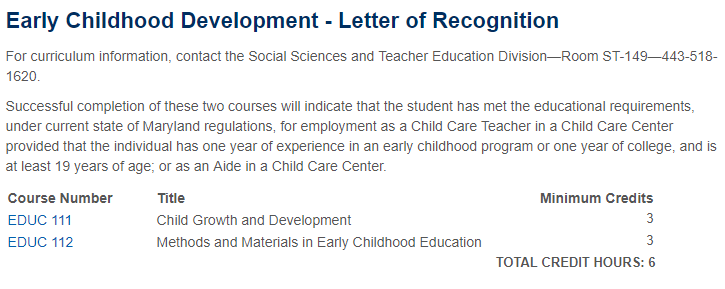 Early Childhood Development - Letter of Recognition
For curriculum information, contact the Social Sciences and Teacher Education Division—Room ST-149—443-518-
1620.
Successful completion of these two courses will indicate that the student has met the educational requirements,
under current state of Maryland regulations, for employment as a Child Care Teacher in a Child Care Center
provided that the individual has one year of experience in an early childhood program or one year of college, and is
at least 19 years of age; or as an Aide in a Child Care Center.
Course Number Title Minimum Credits
EDUC 111 Child Growth and Development 3
EDUC 112 Methods and Materials in Early Childhood Education 3
TOTAL CREDIT HOURS: 6